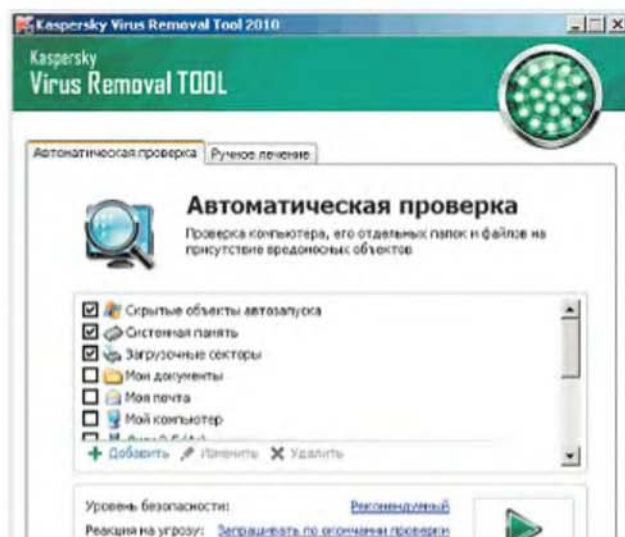 Kaspersky Virus Removal Tool 2010
Kaspersky
Virus Removal TOOL
Автоматическая проверка Ручное лечение
Автоматическая проверка
Проверка компьютера, его отдельных папок и файлов на
присутствие вредоносных объектов
Скрытые объекты автозапуска
Системная память
Загрузочные секторы
Мои документы
Моя почта
Мой компьютер
Добавить Изменить Удалить
Уровень безопасности: Рекомендуемый
Реакция на угрозу: Запрашивать по окончании проверки